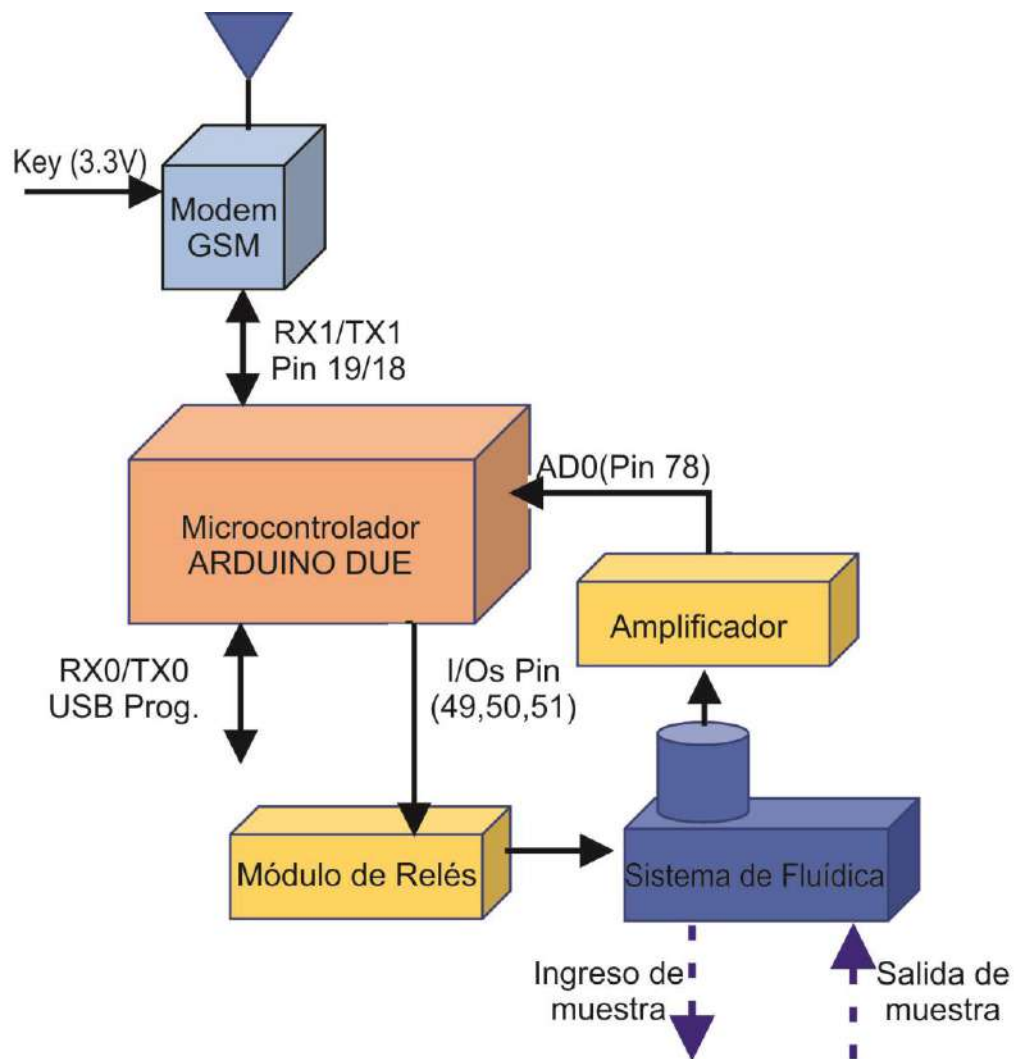 Key (3.3V)
Modem
GSM
RX1/TX1
Pin 19/18
AD0(Pin 78)
Microcontrolador
ARDUINO DUE
Amplificador
RX0/TX0
USB Prog.
I/Os Pin
(49,50,51)
Módulo de Relés
Sistema de Fluídica
Ingreso de
muestra
Salida de
muestra